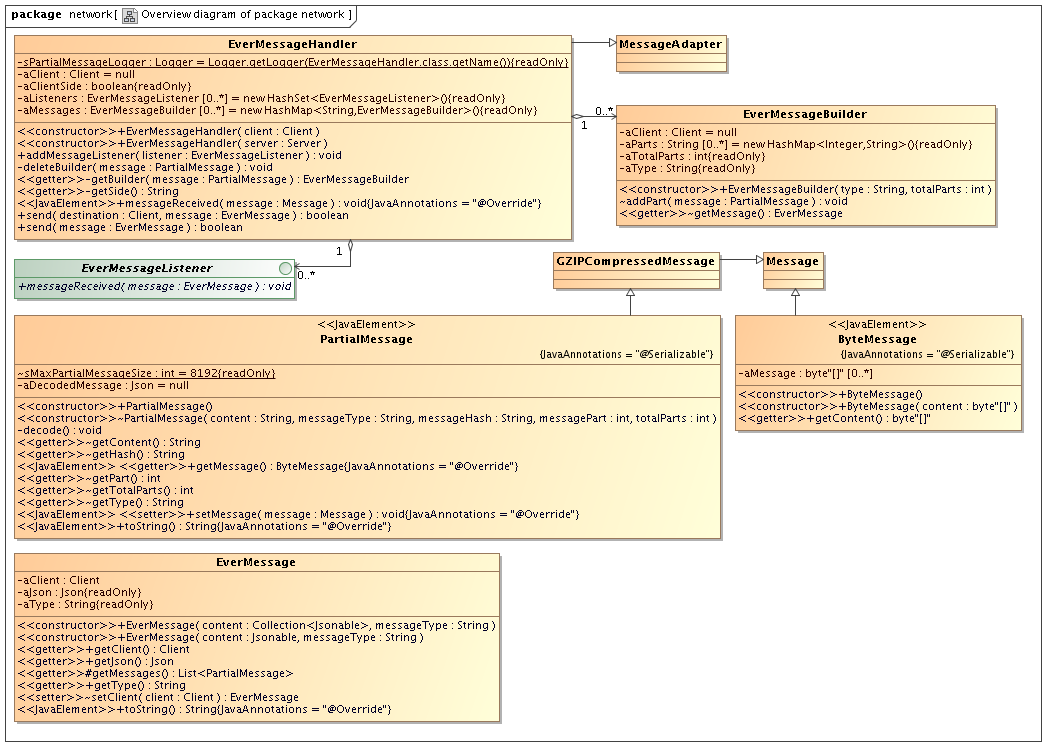 package network[ Overview diagram of package network ]
EverMessageHandler
-sPartialMessageLogger : Logger = Logger.getLogger(EverMessageHandler.class.getName()){readOnly}
-aClient : Client = null
-aClientSide : boolean{readOnly}
-aListeners : EverMessageListener [0..*] = new HashSet<EverMessageListener>(){readOnly}
-aMessages : EverMessageBuilder [0..*] = new HashMap<String,EverMessageBuilder>(){readOnly}
<<constructor>>+EverMessageHandler( client : Client )
<<constructor>>+EverMessageHandler( server : Server )
+addMessageListener( listener : EverMessageListener ) : void
-deleteBuilder( message : PartialMessage ) : void
<<getter>>-getBuilder( message : PartialMessage ) : EverMessageBuilder
<<getter>>-getSide() : String
<<JavaElement>>+messageReceived( message : Message ) : void{JavaAnnotations = "@Override"}
+send( destination : Client, message : EverMessage ) : boolean
+send( message : EverMessage ) : boolean
MessageAdapter
0..*
1
EverMessageBuilder
-aClient : Client = null
-aParts : String [0..*] = new HashMap<Integer,String>(){readOnly}
-aTotalParts : int{readOnly}
-aType : String{readOnly}
<<constructor>>+EverMessageBuilder( type : String, totalParts : int )
~addPart( message : PartialMessage ) : void
<<getter>>~getMessage() : EverMessage
1
0..*
EverMessageListener
+messageReceived( message : EverMessage ) : void
GZIPCompressedMessage
Message
<<JavaElement>>
PartialMessage
{JavaAnnotations = "@Serializable"}
~sMaxPartialMessageSize : int = 8192{readOnly}
-aDecodedMessage : Json = null
<<constructor>>+PartialMessage()
<<constructor>>~PartialMessage( content : String, messageType : String, messageHash : String, messagePart : int, totalParts : int )
-decode() : void
<<getter>>~getContent() : String
<<getter>>~getHash() : String
<<JavaElement>> <<getter>>+getMessage() : ByteMessage{JavaAnnotations = "@Override"}
<<getter>>~getPart() : int
<<getter>>~getTotalParts() : int
<<getter>>~getType() : String
<<JavaElement>> <<setter>>+setMessage( message : Message ) : void{JavaAnnotations = "@Override"}
<<JavaElement>>+toString() : String{JavaAnnotations = "@Override"}
<<JavaElement>>
ByteMessage
{JavaAnnotations = "@Serializable"}
-aMessage : byte"[]" [0..*]
<<constructor>>+ByteMessage()
<<constructor>>+ByteMessage( content : byte"[]" )
<<getter>>+getContent() : byte"[]"
EverMessage
-aClient : Client
-aJson : Json{readOnly}
-aType : String{readOnly}
<<constructor>>+EverMessage( content : Collection<Jsonable>, messageType : String )
<<constructor>>+EverMessage( content : Jsonable, messageType : String )
<<getter>>+getClient() : Client
<<getter>>+getJson() : Json
<<getter>>#getMessages() : List<PartialMessage>
<<getter>>+getType() : String
<<setter>>~setClient( client : Client ) : EverMessage
<<JavaElement>>+toString() : String{JavaAnnotations = "@Override"}